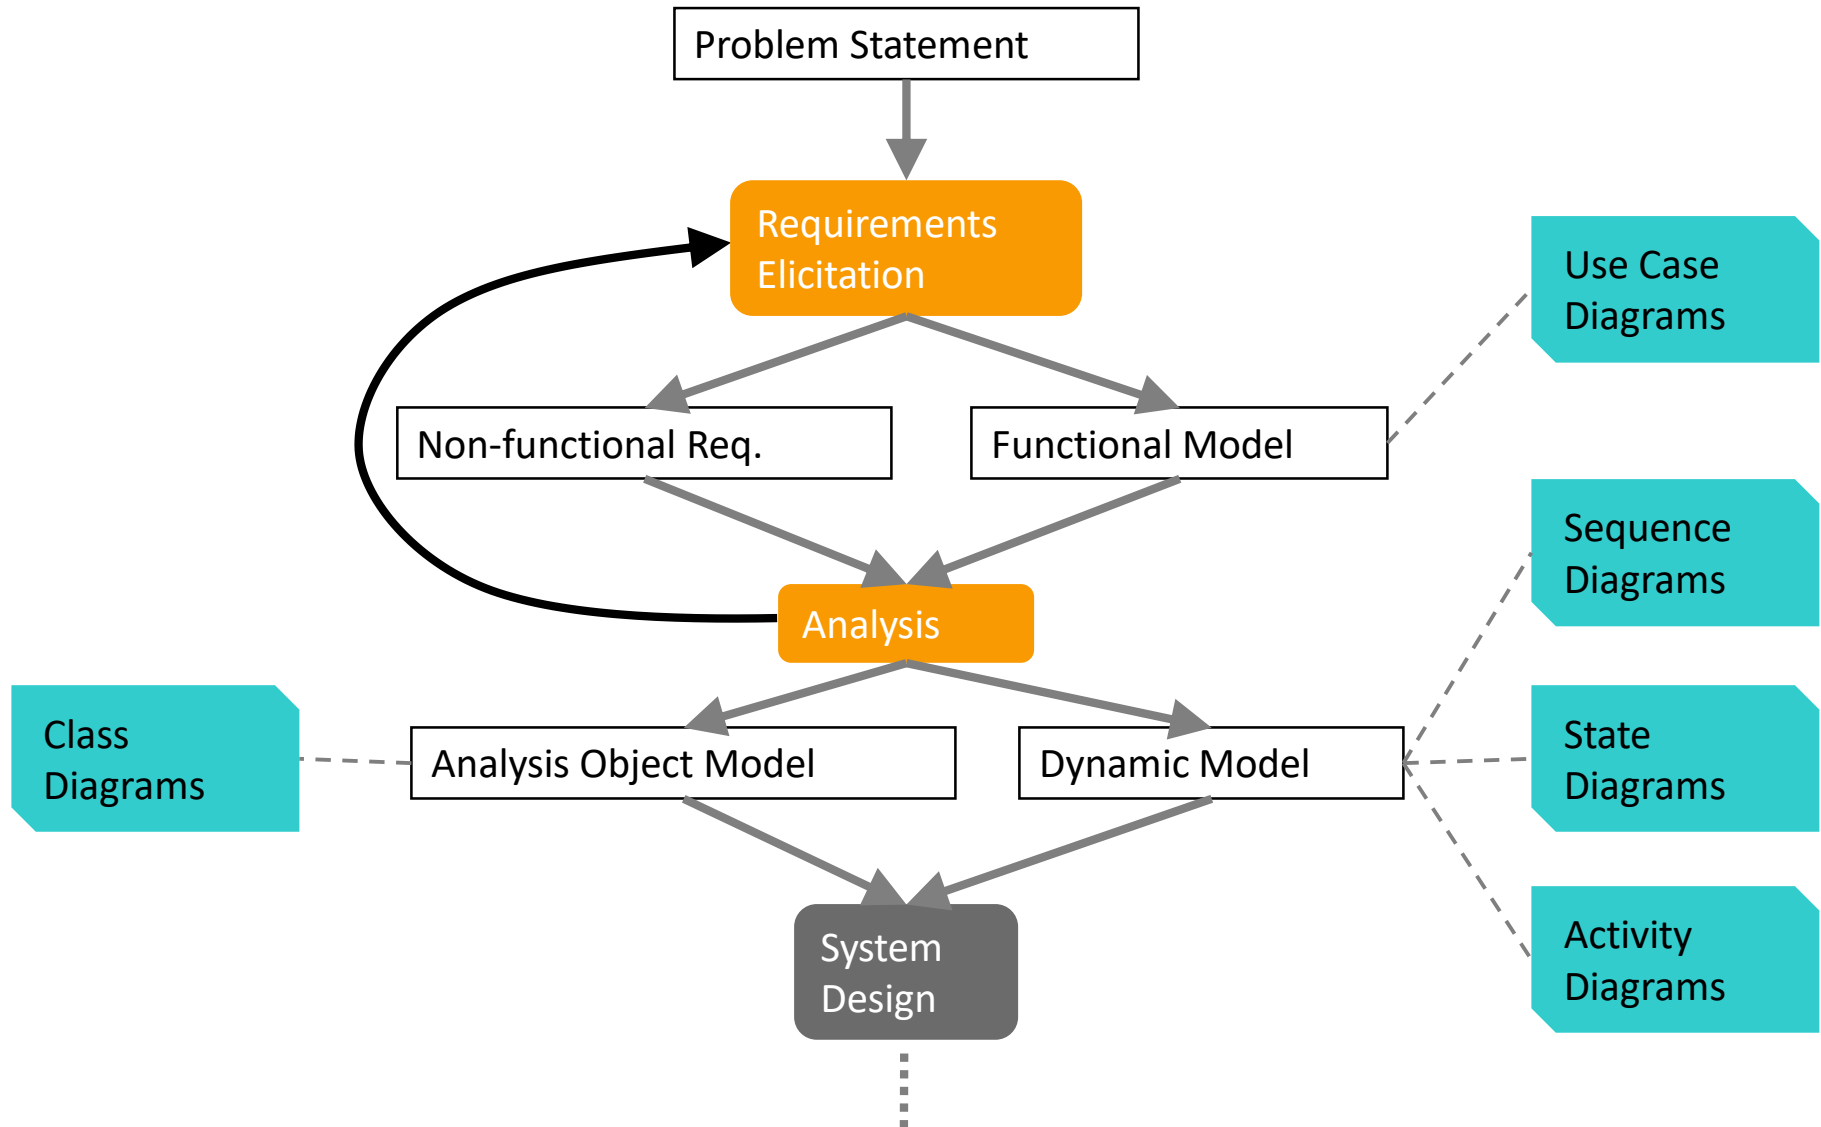 Problem Statement
Requirements
Elicitation
Use Case
Diagrams
Non-functional Req.
Functional Model
Sequence
Diagrams
Analysis
Class
Diagrams
Analysis Object Model
Dynamic Model
State
Diagrams
System
Design
Activity
Diagrams